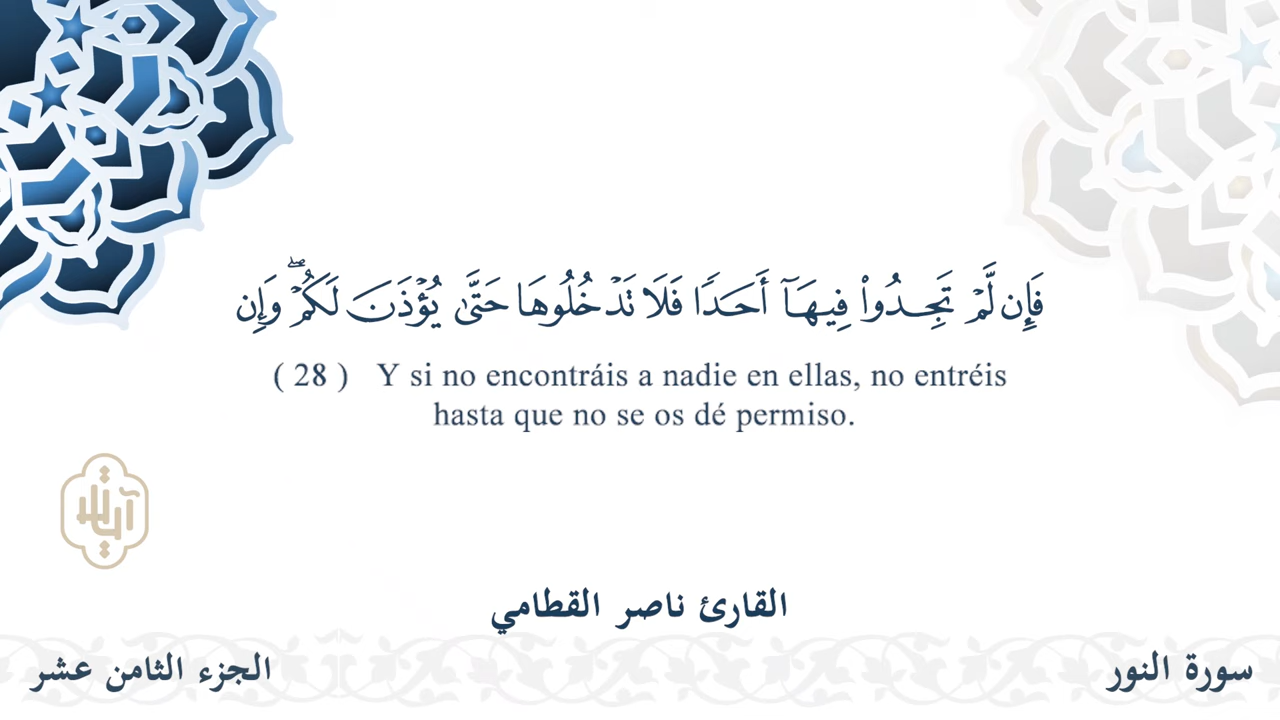 فَإِن لَّمْ تَجِدُوا۟ فِيهَآ أَحَدًا فَلَا تَدْخُلُوهَا حَتَّىٰ يُؤْذَنَ لَكُمْ ۖ وَإِن
( 28 ) Y si no encontráis a nadie en ellas, no entréis
hasta que no se os dé permiso.
القارئ ناصر القطامي
سورة النور
الجزء الثامن عشر